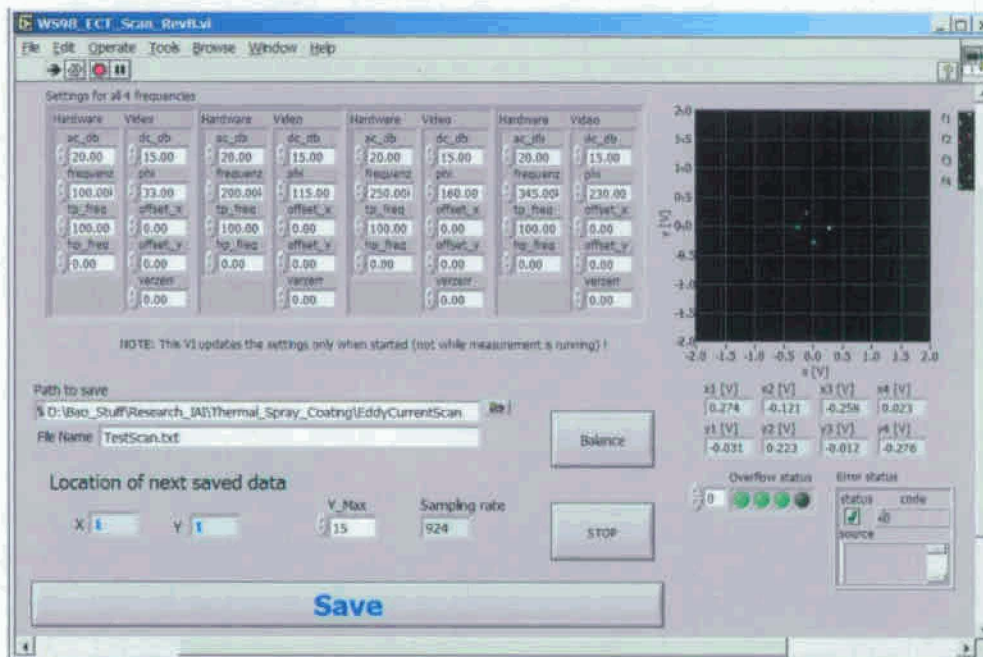 WS98_ECT_Scan_RevB.vi
File Edit Operate Tools Browse Window Help
Settings for all 4 frequencies
Hardware Video Hardware Video Hardware Video Hardware Video
ac_db dc_db ac_db dc_db ac_db dc_db ac_db dc_db
20.00 15.00 20.00 15.00 20.00 15.00 20.00 15.00
frequenz phi frequenz phi frequenz phi frequenz phi
100.00 33.00 200.00 115.00 250.00 160.00 345.00 230.00
tp_freq offset_x tp_freq offset_x tp_freq offset_x tp_freq offset_x
100.00 0.00 100.00 0.00 100.00 0.00 100.00 0.00
hp_freq offset_y hp_freq offset_y hp_freq offset_y hp_freq offset_y
0.00 0.00 0.00 0.00 0.00 0.00 0.00 0.00
verzerr verzerr verzerr verzerr
0.00 0.00 0.00 0.00
NOTE: This VI updates the settings only when started (not while measurement is running) !
f1
f2
f3
f4
2.0
1.5
1.0
0.5
0.0
-0.5
-1.0
-1.5
-2.0
Y [V]
-2.0 -1.5 -1.0 -0.5 0.0 0.5 1.0 1.5 2.0
x [V]
x1 [V] x2 [V] x3 [V] x4 [V]
0.274 -0.121 -0.258 0.023
y1 [V] y2 [V] y3 [V] y4 [V]
-0.031 0.223 -0.012 -0.276
Path to save
D:\Bao_Stuff\Research_IAI\Thermal_Spray_Coating\EddyCurrentScan
File Name TestScan.txt
Balance
Location of next saved data
X 1 Y 1
Y_Max
15
Sampling rate
924
STOP
Overflow status
0
Error status
status code
0
source
Save